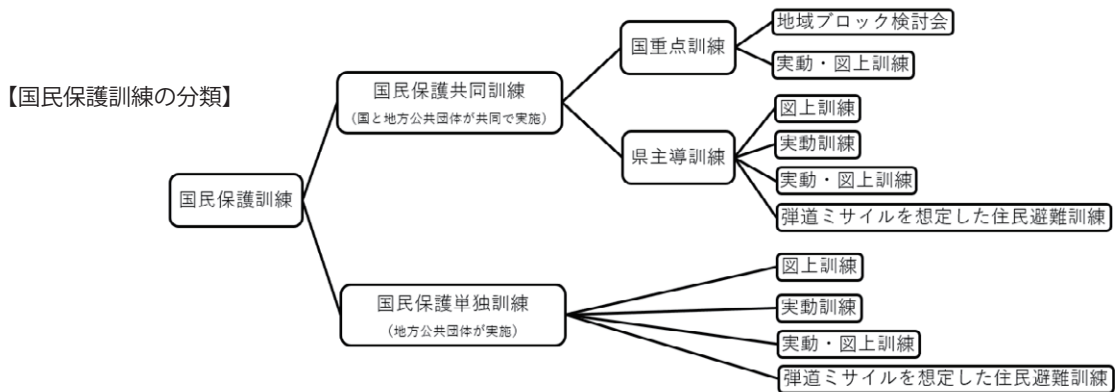 【国民保護訓練の分類】
国民保護訓練
国民保護共同訓練
(国と地方公共団体が共同で実施)
国重点訓練
地域ブロック検討会
実動・図上訓練
県主導訓練
図上訓練
実動訓練
実動・図上訓練
弾道ミサイルを想定した住民避難訓練
国民保護単独訓練
(地方公共団体が実施)
図上訓練
実動訓練
実動・図上訓練
弾道ミサイルを想定した住民避難訓練